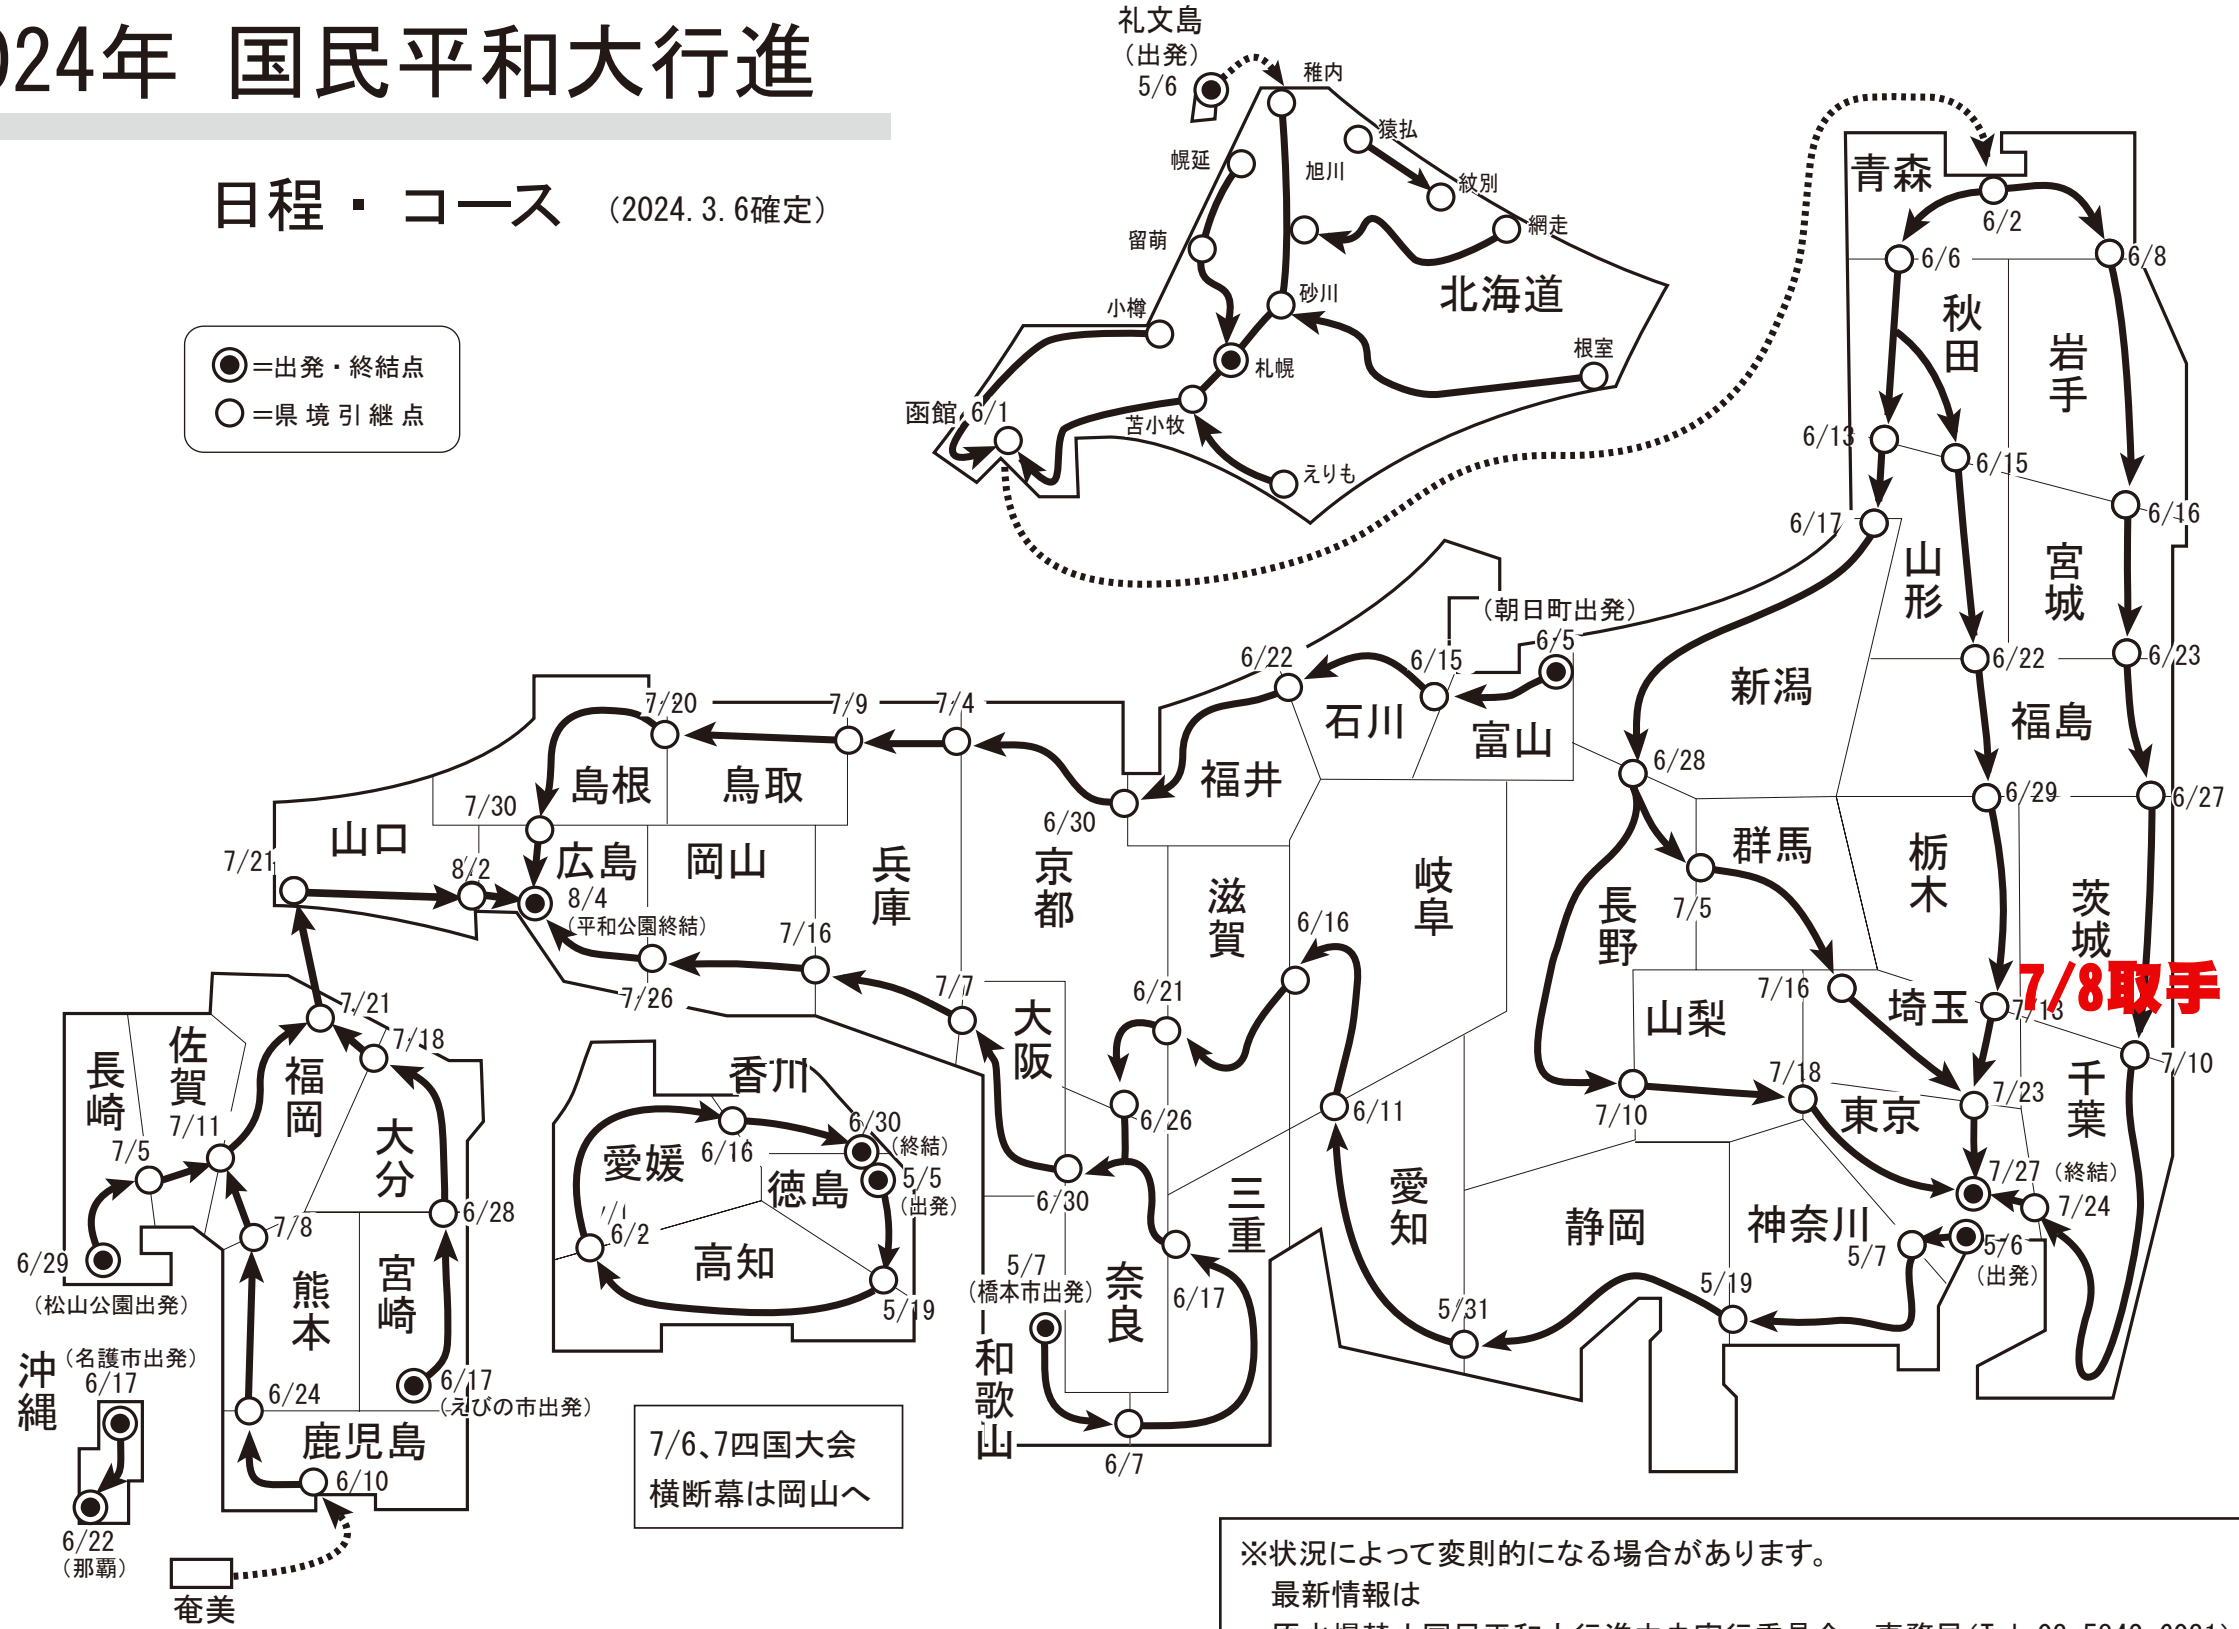 024年 国民平和大行進
日程・コース (2024.3.6確定)
◉=出発・終結点
○=県境引継点
礼文島
(出発)
5/6
稚内
猿払
幌延
旭川
紋別
留萌
網走
小樽
砂川
北海道
札幌
根室
函館 6/1
苫小牧
えりも
青森
6/2
6/6
6/8
秋田
岩手
6/13
6/15
6/16
6/17
山形
宮城
6/22
6/23
新潟
福島
6/28
6/29
6/27
(朝日町出発)
6/5
富山
6/15
石川
6/22
福井
6/30
京都
7/4
7/9
7/20
鳥取
島根
7/30
山口
7/21
8/2
広島
8/4
(平和公園終結)
岡山
7/26
7/16
兵庫
7/7
大阪
滋賀
6/21
6/16
岐阜
6/26
6/30
6/11
群馬
7/5
栃木
茨城
長野
7/16
埼玉
7/13
7/8取手
7/10
山梨
7/10
7/18
東京
7/23
千葉
7/27 (終結)
7/24
神奈川
5/7
5/6
(出発)
静岡
5/19
5/31
愛知
三重
6/17
奈良
5/7
(橋本市出発)
和歌山
6/7
香川
6/30
(終結)
愛媛
6/16
徳島
5/5
(出発)
6/2
高知
5/19
7/21
7/18
佐賀
長崎
福岡
7/11
7/5
大分
7/8
6/28
6/29
(松山公園出発)
熊本
宮崎
沖縄
(名護市出発)
6/17
6/24
6/17
(えびの市出発)
鹿児島
6/10
6/22
(那覇)
奄美
7/6、7四国大会
横断幕は岡山へ
※状況によって変則的になる場合があります。
最新情報は